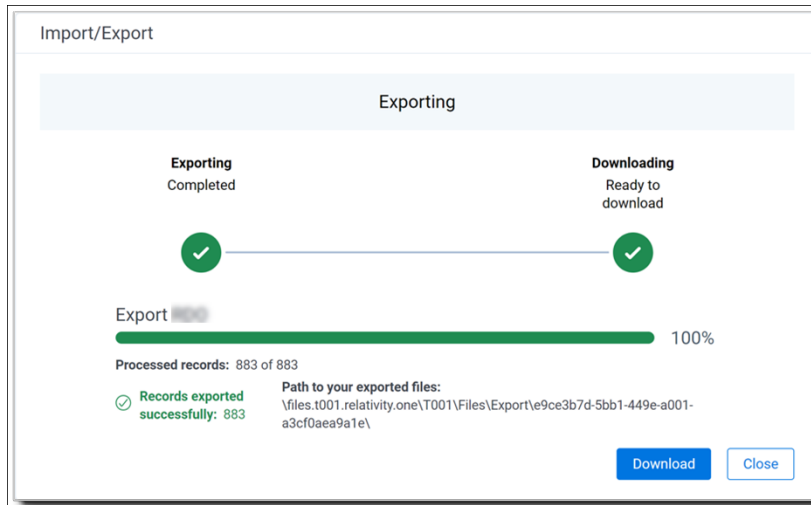 Import/Export
Exporting
Exporting
Completed
Downloading
Ready to
download
Export
100%
Processed records: 883 of 883
Records exported
successfully: 883
Path to your exported files:
\files.t001.relativity.one\T001\Files\Export\e9ce3b7d-5bb1-449e-a001-
a3cf0aea9a1e\
Download
Close